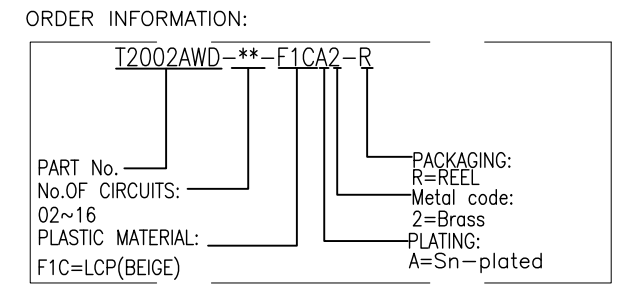 ORDER INFORMATION:
T2002AWD-**-F1CA2-R
PART No.
No.OF CIRCUITS:
02~16
PLASTIC MATERIAL:
F1C=LCP(BEIGE)
PACKAGING:
R=REEL
Metal code:
2=Brass
PLATING:
A=Sn-plated